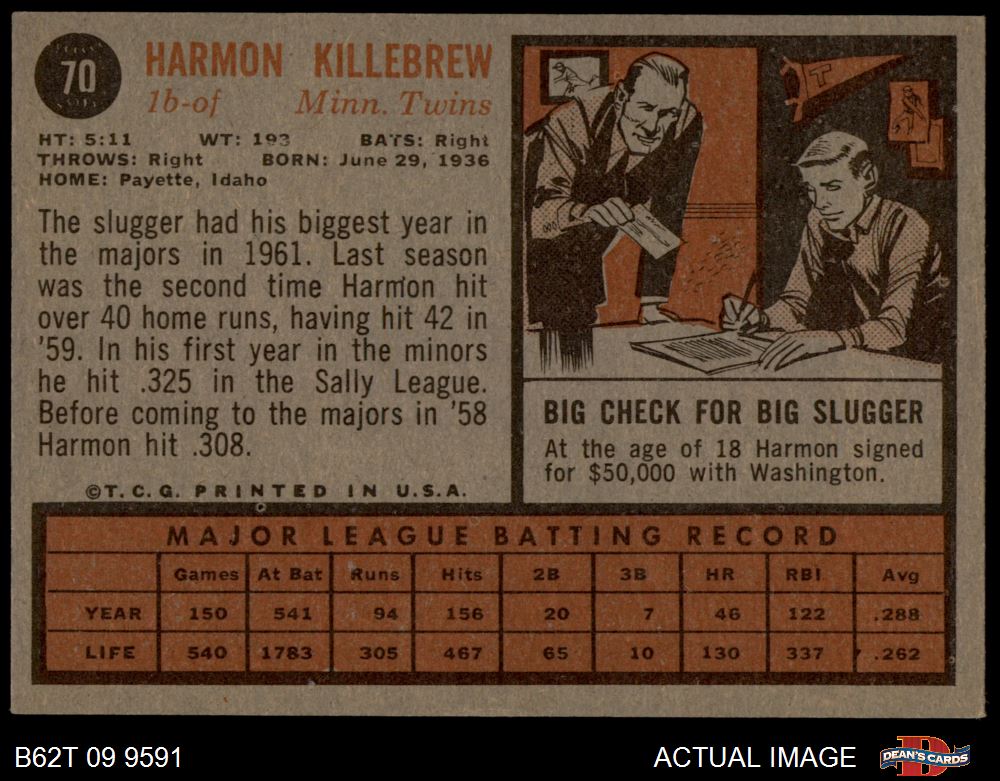 70
HARMON KILLEBREW
1b-of Minn. Twins
HT: 5:11 WT: 193 BATS: Right
THROWS: Right BORN: June 29, 1936
HOME: Payette, Idaho
The slugger had his biggest year in
the majors in 1961. Last season
was the second time Harmon hit
over 40 home runs, having hit 42 in
'59. In his first year in the minors
he hit .325 in the Sally League.
Before coming to the majors in '58
Harmon hit .308.
©T.C.G. PRINTED IN U.S.A.
T
BIG CHECK FOR BIG SLUGGER
At the age of 18 Harmon signed
for $50,000 with Washington.
MAJOR LEAGUE BATTING RECORD
Games At Bat Runs Hits 2B 3B HR RBI Avg
YEAR 150 541 94 156 20 7 46 122 .288
LIFE 540 1783 305 467 65 10 130 337 .262
B62T 09 9591
ACTUAL IMAGE
D
DEAN'S CARDS